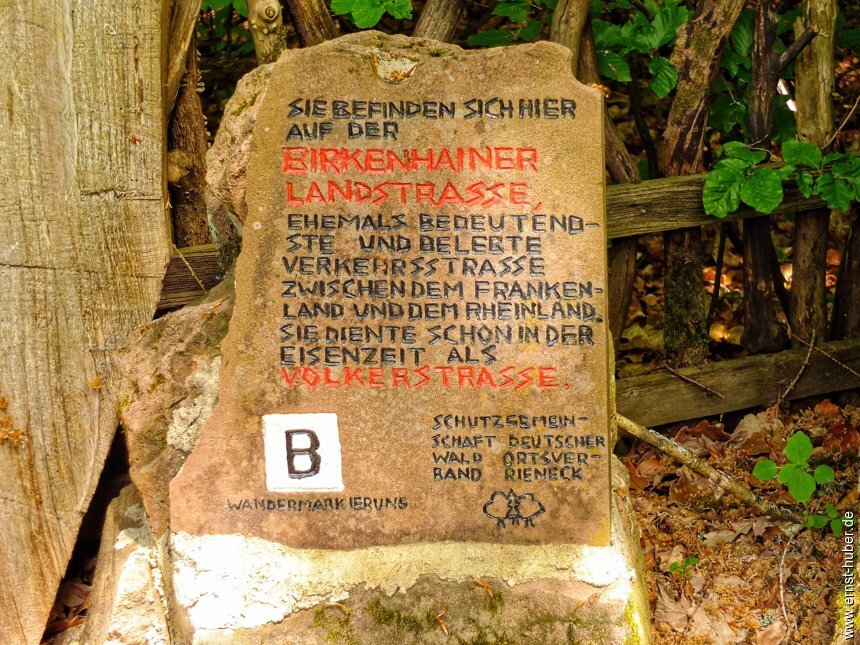 SIE BEFINDEN SICH HIER
AUF DER
BIRKENHAINER
LANDSTRASSE,
EHEMALS BEDEUTEND-
STE UND BELEBTE
VERKEHRSSTRASSE
ZWISCHEN DEM FRANKEN-
LAND UND DEM RHEINLAND.
SIE DIENTE SCHON IN DER
EISENZEIT ALS
VÖLKERSTRASSE.
SCHUTZGEMEIN-
SCHAFT DEUTSCHER
WALD ORTSVER-
BAND RIENECK
B
WANDERMARKIERUNG
www.ernst-huber.de